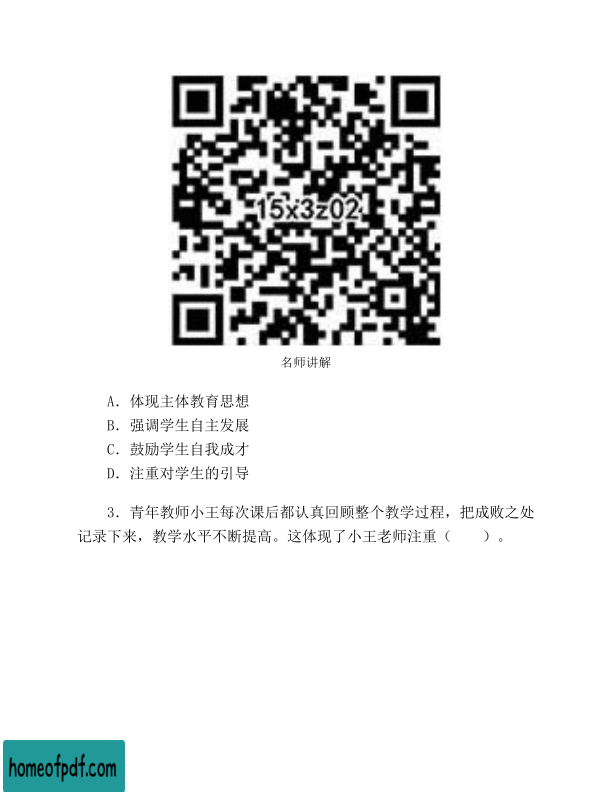 15x3z02
名师讲解
A．体现主体教育思想
B．强调学生自主发展
C．鼓励学生自我成才
D．注重对学生的引导
3．青年教师小王每次课后都认真回顾整个教学过程，把成败之处
记录下来，教学水平不断提高。这体现了小王老师注重（　　）。
homeofpdf.com